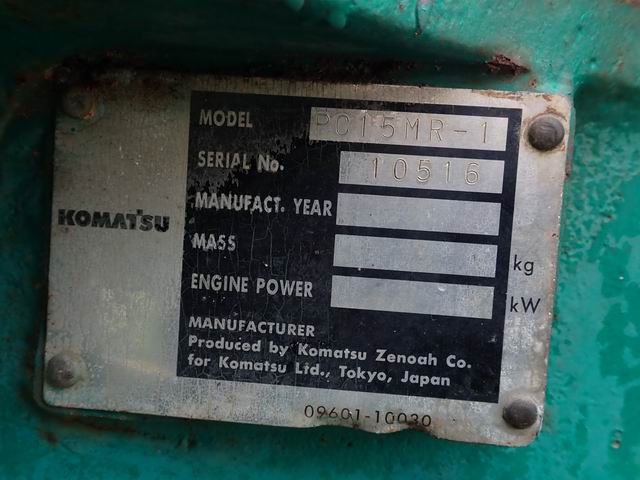 MODEL PC15MR-1
SERIAL No. 10516
MANUFACT. YEAR
KOMATSU
MASS kg
ENGINE POWER kW
MANUFACTURER
Produced by Komatsu Zenoah Co.
for Komatsu Ltd., Tokyo, Japan
09601-10030